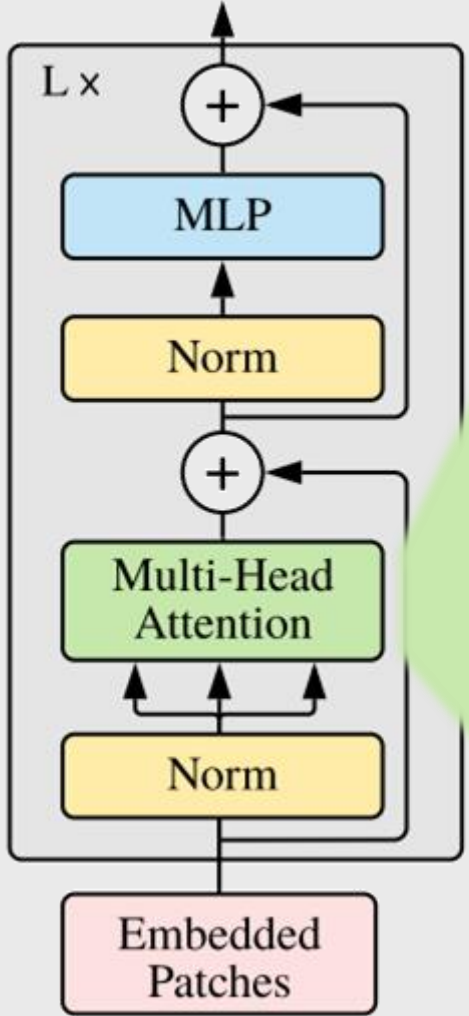 L ×
+
MLP
Norm
+
Multi-Head
Attention
Norm
Embedded
Patches